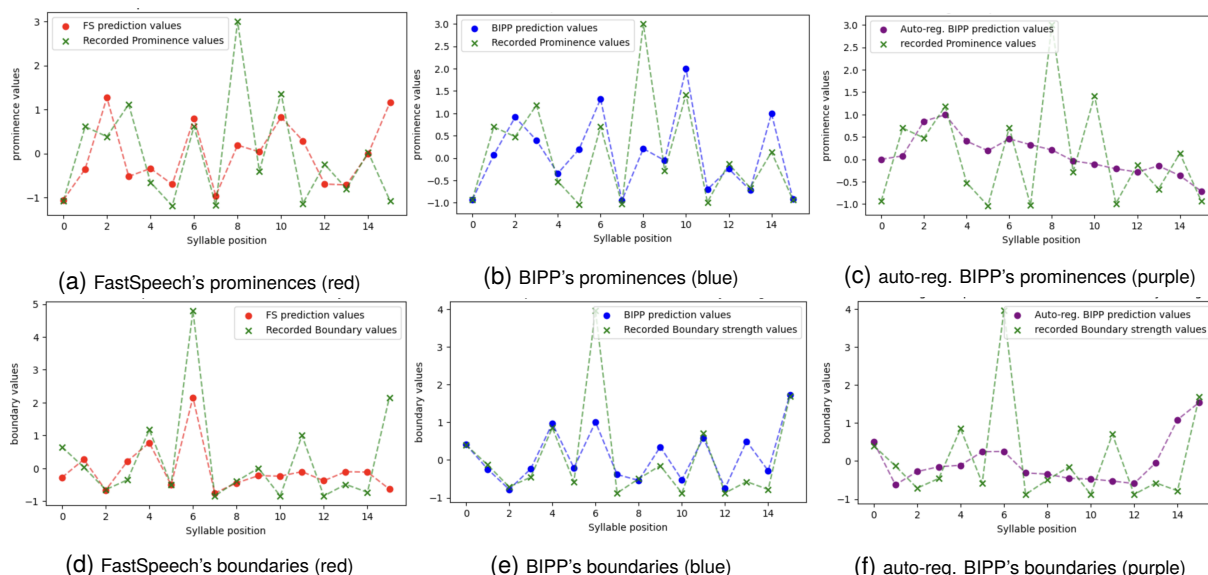 FS prediction values
Recorded Prominence values
prominence values
3
2
1
0
−1
0 2 4 6 8 10 12 14
Syllable position
(a) FastSpeech's prominences (red)
BIPP prediction values
Recorded Prominence values
prominence values
3.0
2.5
2.0
1.5
1.0
0.5
0.0
−0.5
−1.0
0 2 4 6 8 10 12 14
Syllable position
(b) BIPP's prominences (blue)
Auto-reg. BIPP prediction values
recorded Prominence values
prominence values
3.0
2.5
2.0
1.5
1.0
0.5
0.0
−0.5
−1.0
0 2 4 6 8 10 12 14
Syllable position
(c) auto-reg. BIPP's prominences (purple)
FS prediction values
Recorded Boundary values
boundary values
5
4
3
2
1
0
−1
0 2 4 6 8 10 12 14
Syllable position
(d) FastSpeech's boundaries (red)
BIPP prediction values
Recorded Boundary strength values
boundary values
4
3
2
1
0
−1
0 2 4 6 8 10 12 14
Syllable position
(e) BIPP's boundaries (blue)
Auto-reg. BIPP prediction values
recorded Boundary strength values
boundary values
4
3
2
1
0
−1
0 2 4 6 8 10 12 14
Syllable position
(f) auto-reg. BIPP's boundaries (purple)